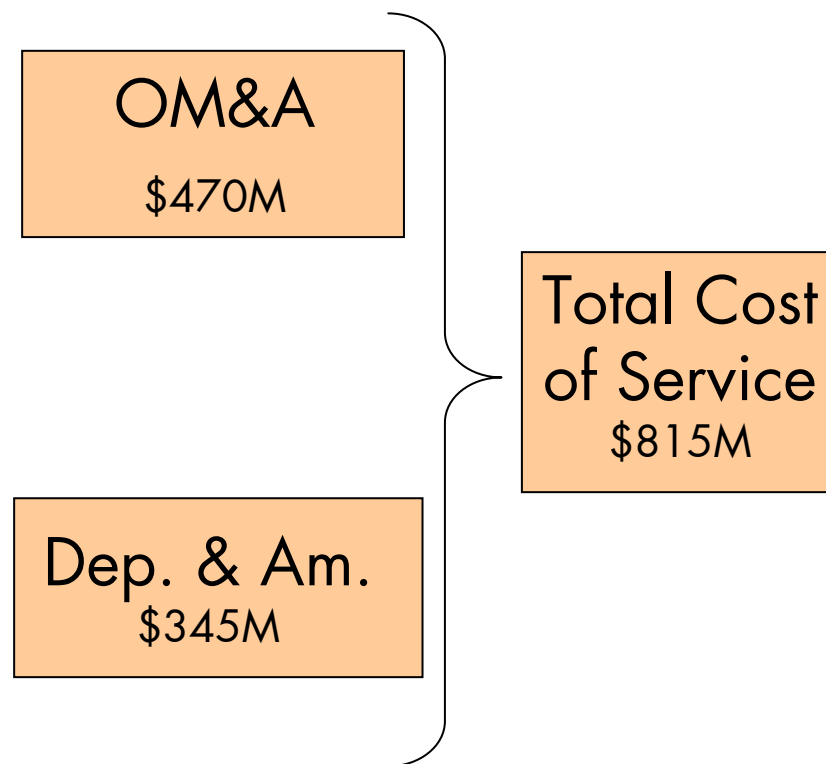 OM&A
$470M
Total Cost
of Service
$815M
Dep. & Am.
$345M